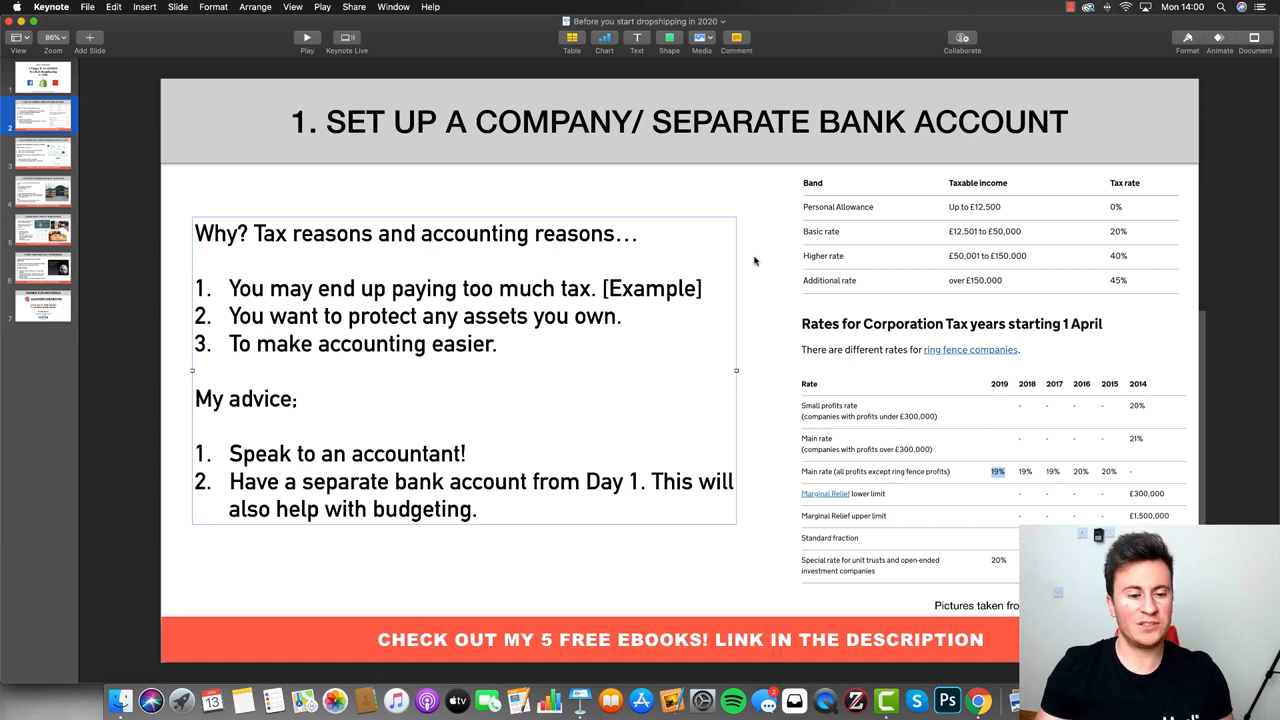 Keynote File Edit Insert Slide Format Arrange View Play Share Window Help
Mon 14:00
Before you start dropshipping in 2020
86%
View Zoom Add Slide
Play Keynote Live
Table Chart Text Shape Media Comment
Collaborate
Format Animate Document
1
2
3
4
5
6
7
. SET UP A COMPANY/ SEPARATE BANK ACCOUNT
Why? Tax reasons and accounting reasons...
1. You may end up paying too much tax. [Example]
2. You want to protect any assets you own.
3. To make accounting easier.
My advice;
1. Speak to an accountant!
2. Have a separate bank account from Day 1. This will
also help with budgeting.
Band Taxable income Tax rate
Personal Allowance Up to £12,500 0%
Basic rate £12,501 to £50,000 20%
Higher rate £50,001 to £150,000 40%
Additional rate over £150,000 45%
Rates for Corporation Tax years starting 1 April
There are different rates for ring fence companies.
Rate 2019 2018 2017 2016 2015 2014
Small profits rate
(companies with profits under £300,000) - - - - 20%
Main rate
(companies with profits over £300,000) - - - - 21%
Main rate (all profits except ring fence profits) 19% 19% 19% 20% 20% -
Marginal Relief lower limit £300,000
Marginal Relief upper limit £1,500,000
Standard fraction
Special rate for unit trusts and open-ended
investment companies 20%
Pictures taken fro
CHECK OUT MY 5 FREE EBOOKS! LINK IN THE DESCRIPTION
JAN
13
3
Z
S
Ps